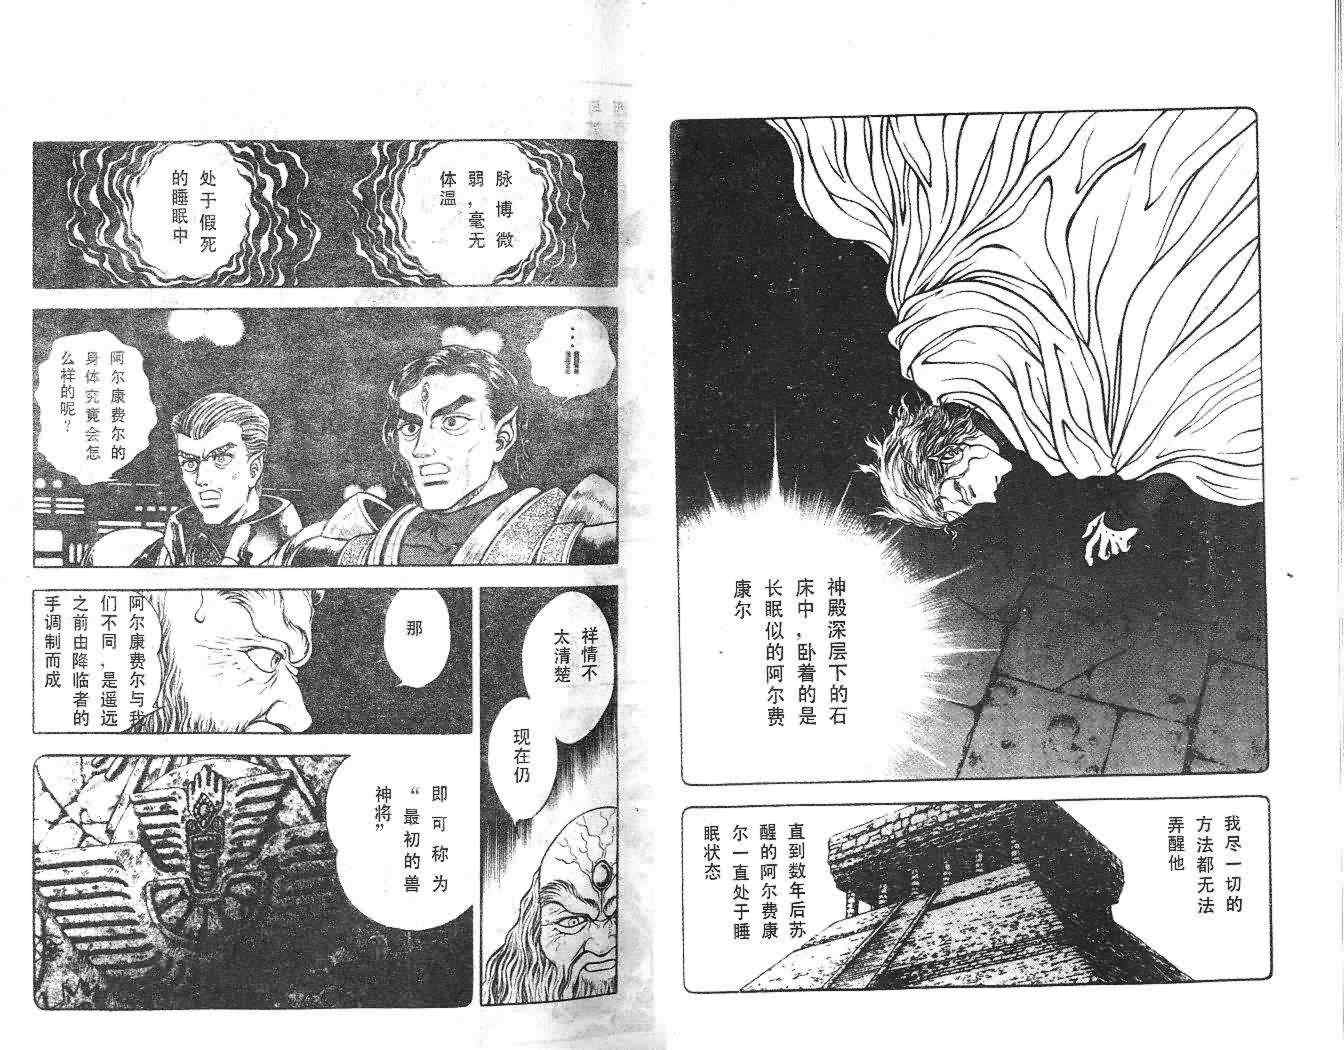 神殿深层下的石
床中，卧着的是
长眠似的阿尔费
康尔
我尽一切的
方法都无法
弄醒他
直到数年后苏
醒的阿尔费康
尔一直处于睡
眠状态
脉博微
弱，毫无
体温
处于假死
的睡眠中
…!!
阿尔康费尔的
身体究竟会怎
么样的呢？
祥情不
太清楚
现在仍
那
阿尔康费尔与我
们不同，是遥远
之前由降临者的
手调制而成
即可称为
“最初的兽
神将”